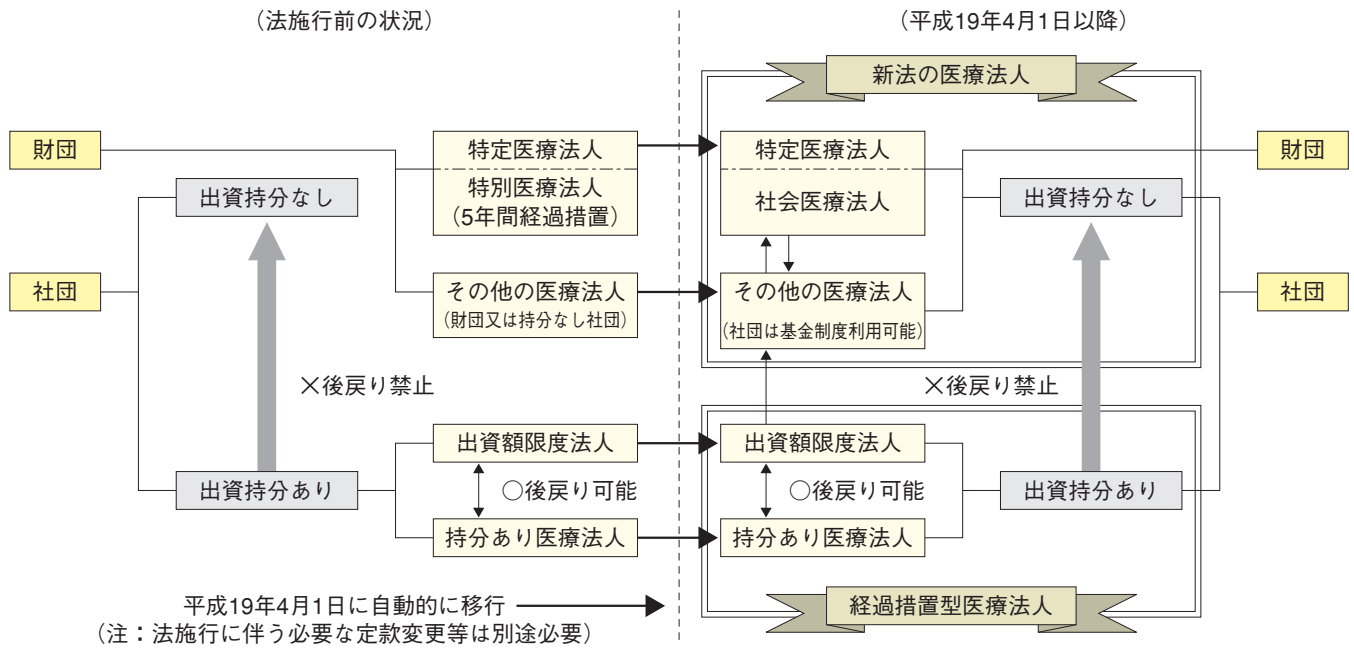 (法施行前の状況)
(平成19年4月1日以降)
新法の医療法人
財団
特定医療法人
特別医療法人
(5年間経過措置)
特定医療法人
社会医療法人
財団
出資持分なし
出資持分なし
社団
その他の医療法人
(財団又は持分なし社団)
その他の医療法人
(社団は基金制度利用可能)
社団
×後戻り禁止
×後戻り禁止
出資額限度法人
出資額限度法人
出資持分あり
○後戻り可能
○後戻り可能
出資持分あり
持分あり医療法人
持分あり医療法人
平成19年4月1日に自動的に移行
(注:法施行に伴う必要な定款変更等は別途必要)
経過措置型医療法人